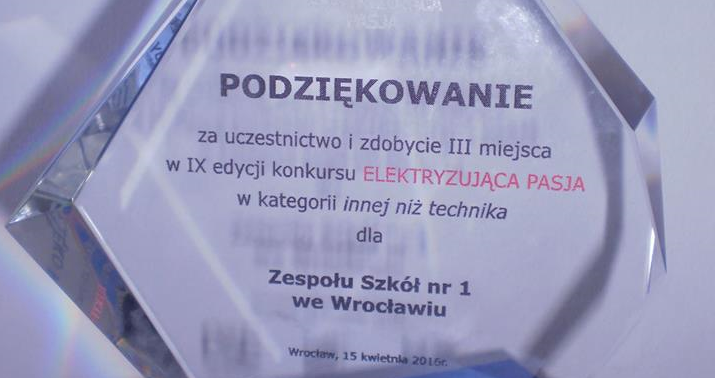 PASJA
PODZIĘKOWANIE
za uczestnictwo i zdobycie III miejsca
w IX edycji konkursu ELEKTRYZUJĄCA PASJA
w kategorii innej niż technika
dla
Zespołu Szkół nr 1
we Wrocławiu
Wrocław, 15 kwietnia 2016r.